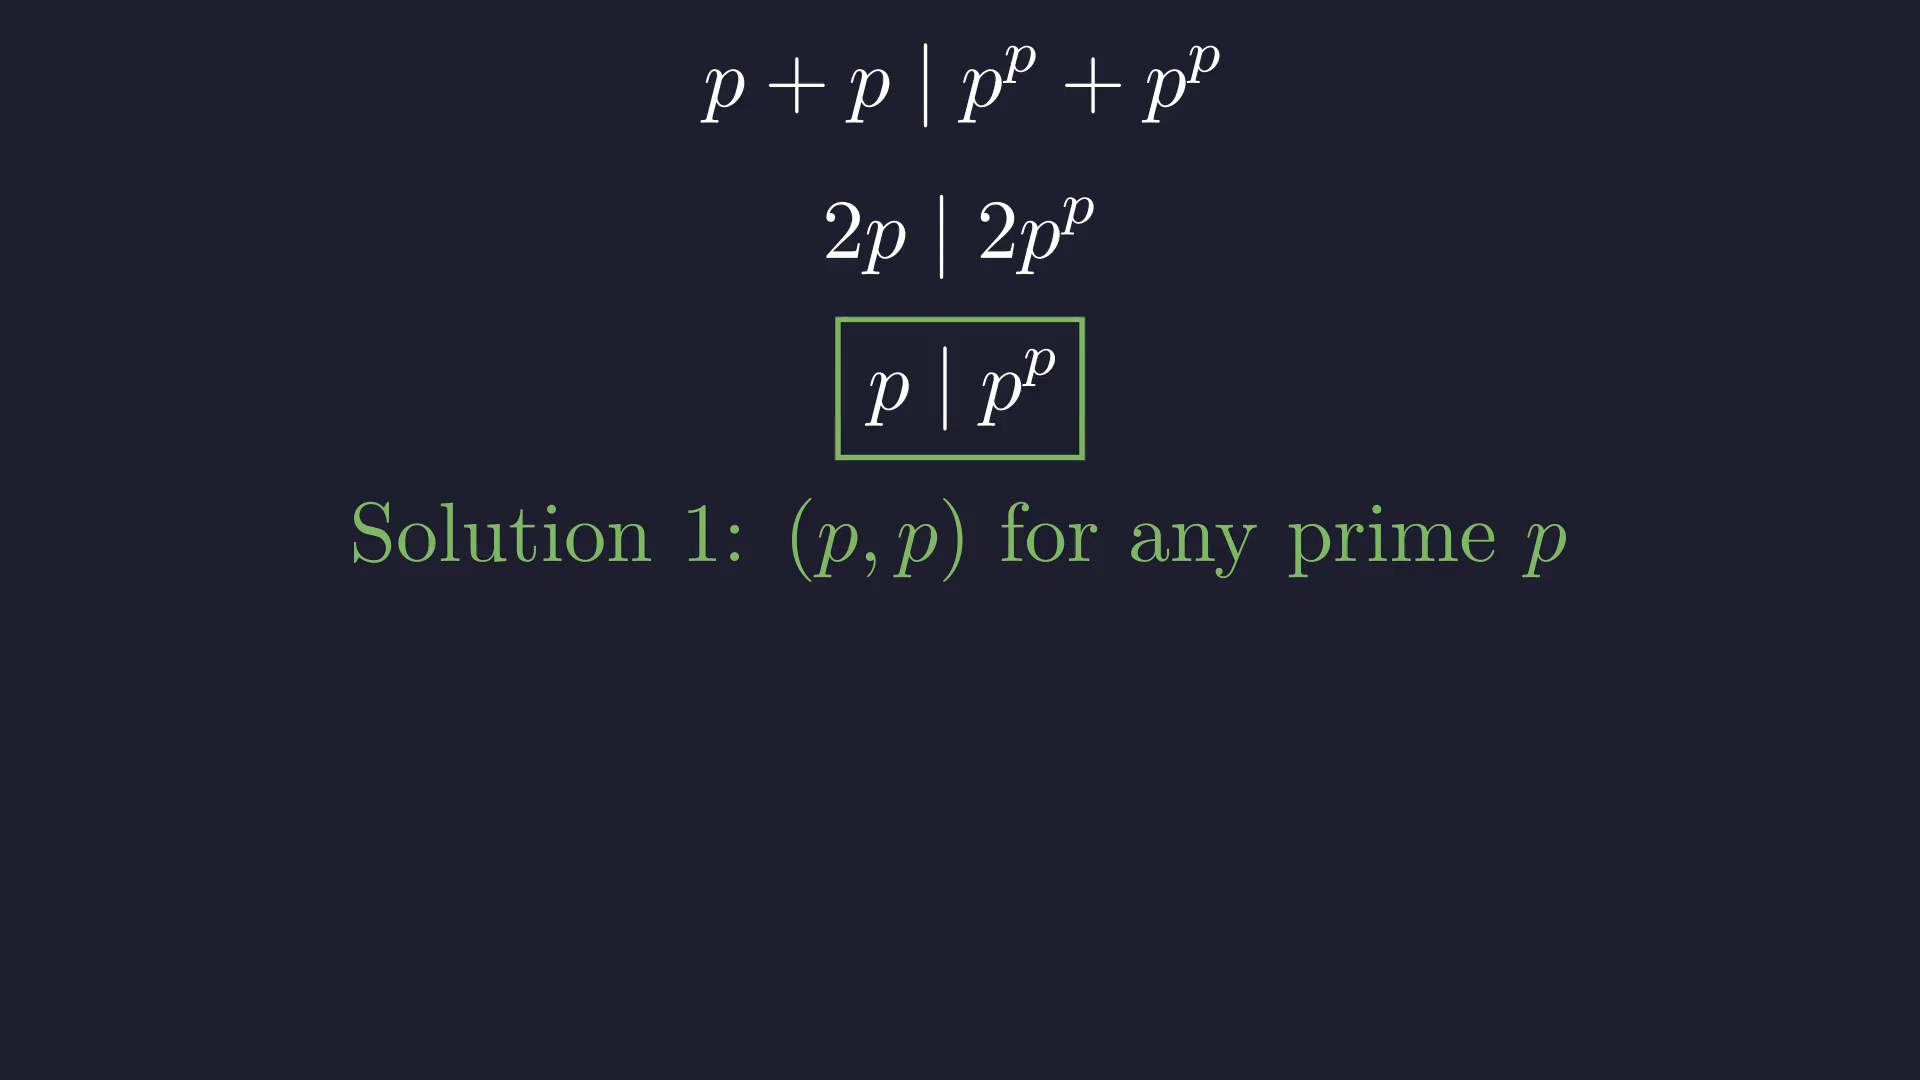 p + p | p^p + p^p
2p | 2p^p
p | p^p
Solution 1: (p, p) for any prime p